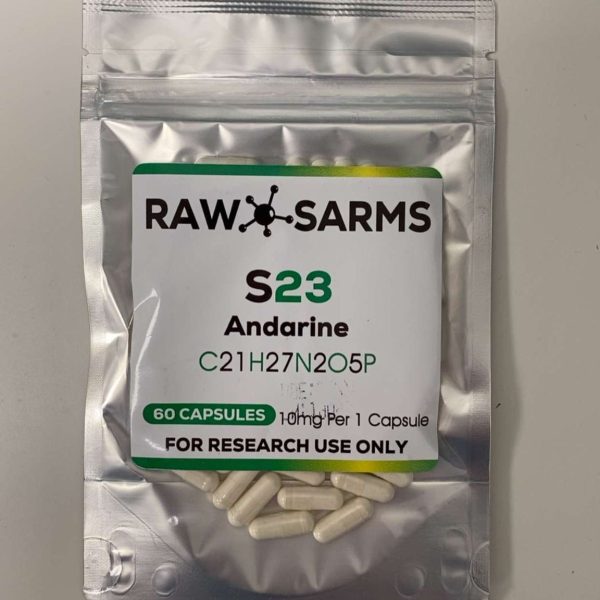 RAW SARMS
S23
Andarine
C21H27N2O5P
60 CAPSULES 10mg Per 1 Capsule
FOR RESEARCH USE ONLY